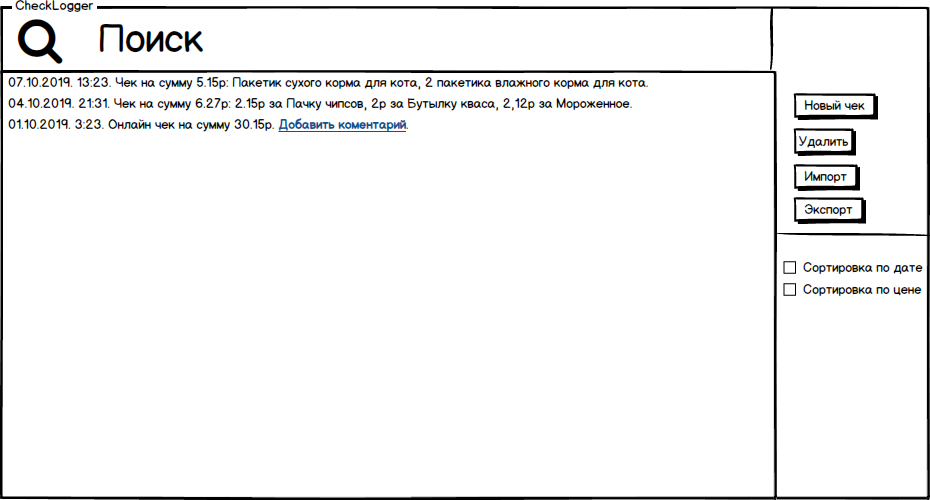 CheckLogger
Поиск
07.10.2019. 13:23. Чек на сумму 5.15р: Пакетик сухого корма для кота, 2 пакетика влажного корма для кота.
04.10.2019. 21:31. Чек на сумму 6.27р: 2.15р за Пачку чипсов, 2р за Бутылку кваса, 2,12р за Мороженное.
01.10.2019. 3:23. Онлайн чек на сумму 30.15р. Добавить коментарий.
Новый чек
Удалить
Импорт
Экспорт
Сортировка по дате
Сортировка по цене